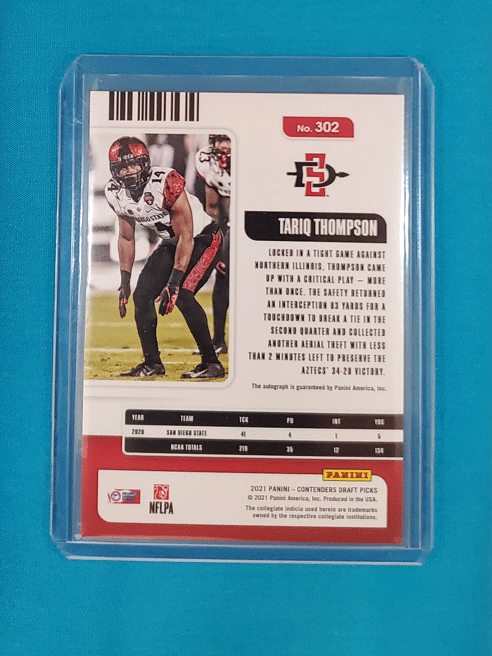 No. 302
SD
TARIQ THOMPSON
LOCKED IN A TIGHT GAME AGAINST
NORTHERN ILLINOIS, THOMPSON CAME
UP WITH A CRITICAL PLAY — MORE
THAN ONCE. THE SAFETY RETURNED
AN INTERCEPTION 63 YARDS FOR A
TOUCHDOWN TO BREAK A TIE IN THE
SECOND QUARTER AND COLLECTED
ANOTHER AERIAL THEFT WITH LESS
THAN 2 MINUTES LEFT TO PRESERVE THE
AZTECS' 34-28 VICTORY.
The autograph is guaranteed by Panini America, Inc.
14
YEAR TEAM TCK PD INT YDS
2020 SAN DIEGO STATE 41 4 1 5
NCAA TOTALS 219 35 12 134
PANINI
2021 PANINI – CONTENDERS DRAFT PICKS
© 2021 Panini America, Inc. Produced in the USA.
The collegiate indicia used herein are trademarks
owned by the respective collegiate institutions.
NFLPA